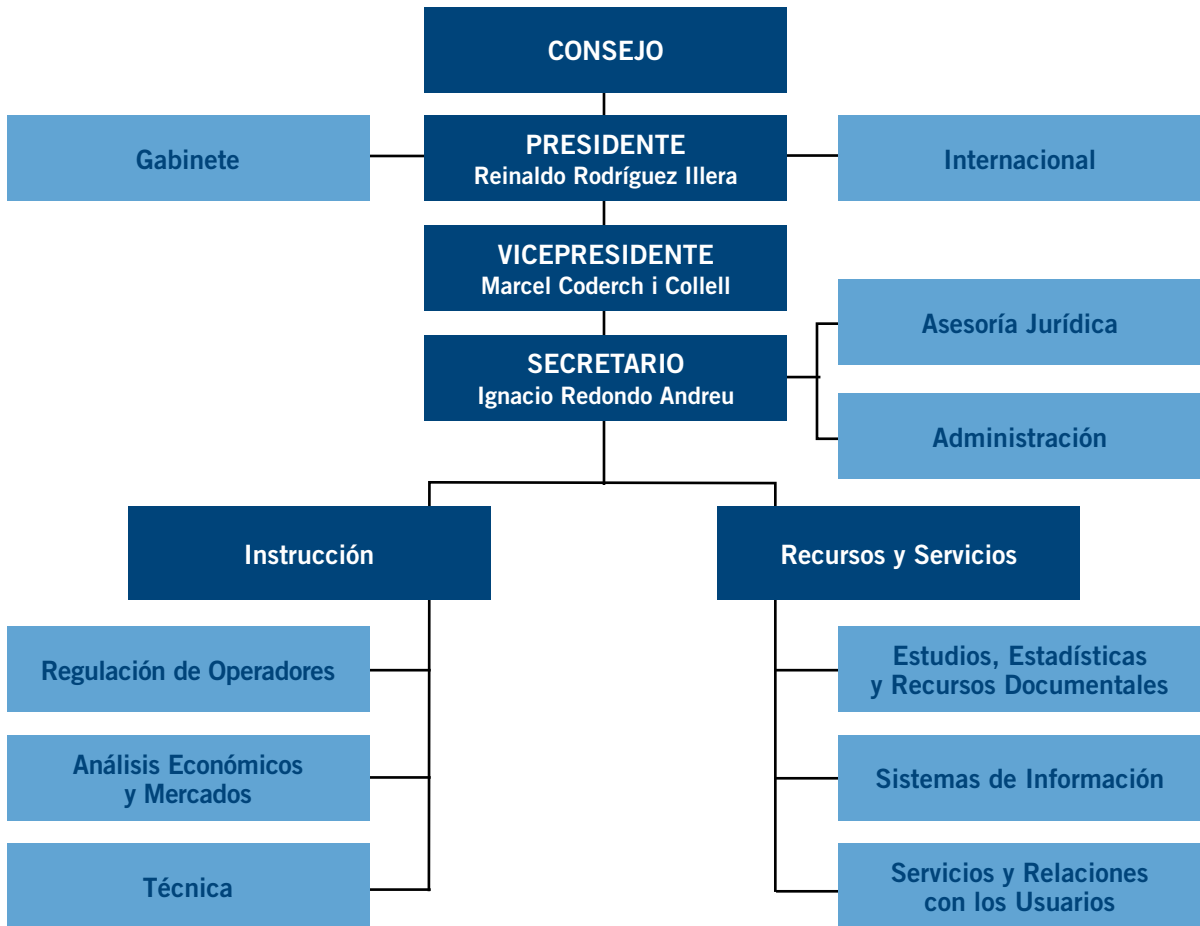 CONSEJO
Gabinete
PRESIDENTE
Reinaldo Rodríguez Illera
Internacional
VICEPRESIDENTE
Marcel Coderch i Collell
Asesoría Jurídica
SECRETARIO
Ignacio Redondo Andreu
Administración
Instrucción
Recursos y Servicios
Regulación de Operadores
Estudios, Estadísticas
y Recursos Documentales
Análisis Económicos
y Mercados
Sistemas de Información
Técnica
Servicios y Relaciones
con los Usuarios